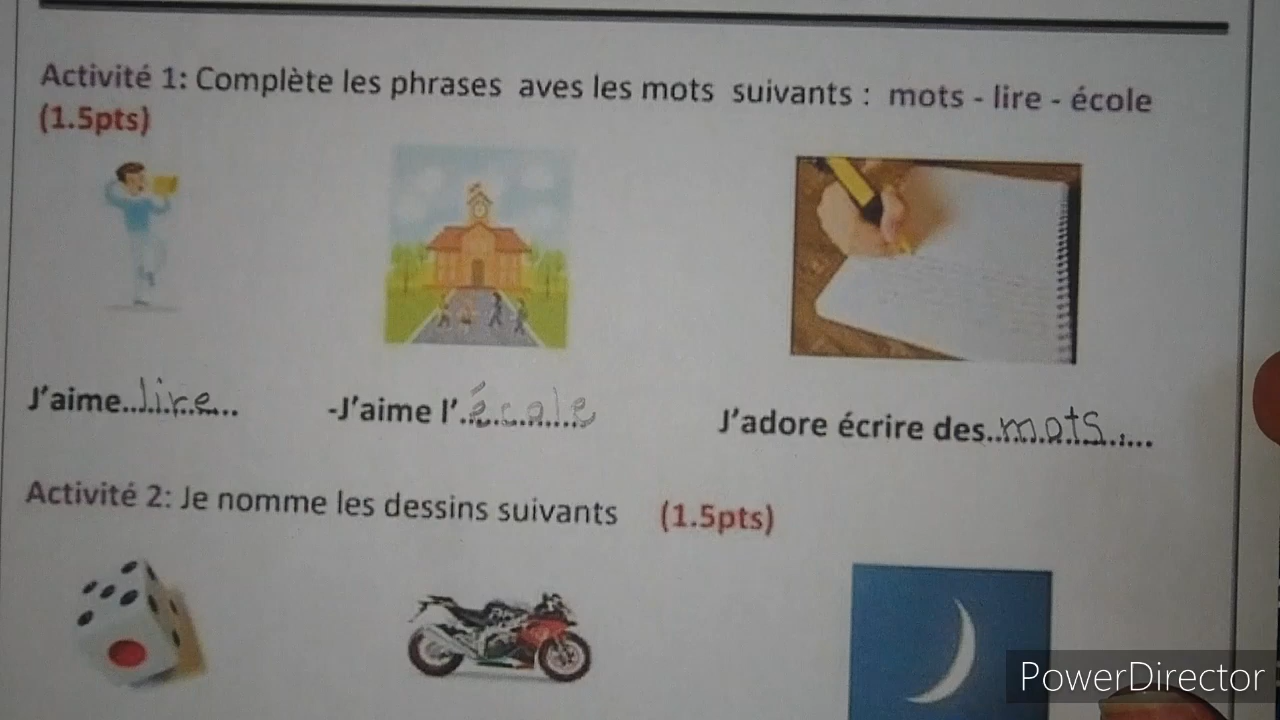 Activité 1: Complète les phrases aves les mots suivants : mots - lire - école
(1.5pts)
J'aime...lire...
-J'aime l'...école...
J'adore écrire des...mots...
Activité 2: Je nomme les dessins suivants (1.5pts)
PowerDirector